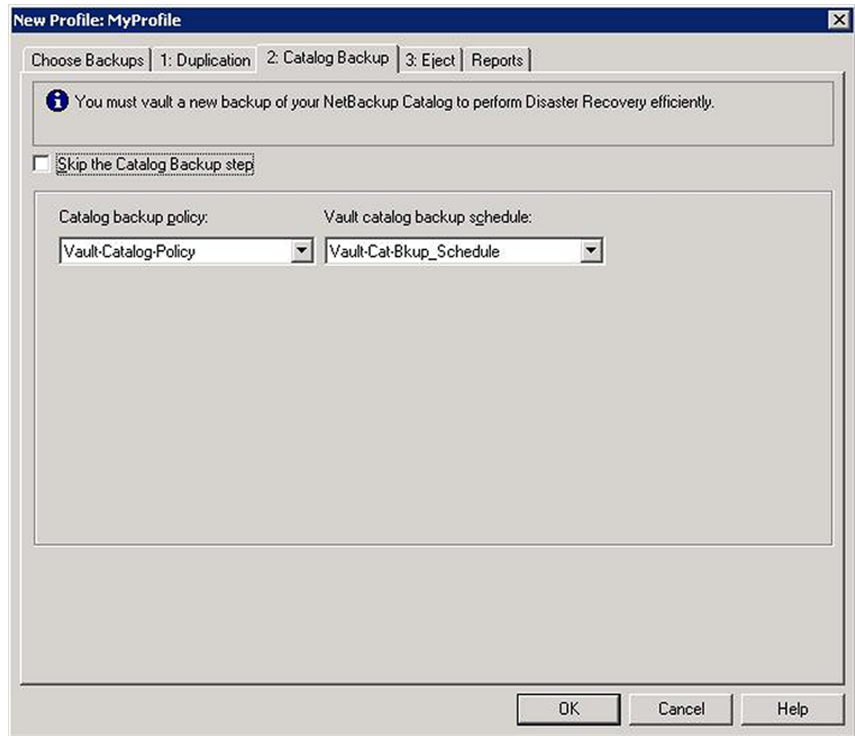 New Profile: MyProfile
Choose Backups 1: Duplication 2: Catalog Backup 3: Eject Reports
You must vault a new backup of your NetBackup Catalog to perform Disaster Recovery efficiently.
Skip the Catalog Backup step
Catalog backup policy: Vault catalog backup schedule:
Vault-Catalog-Policy Vault-Cat-Bkup_Schedule
OK Cancel Help